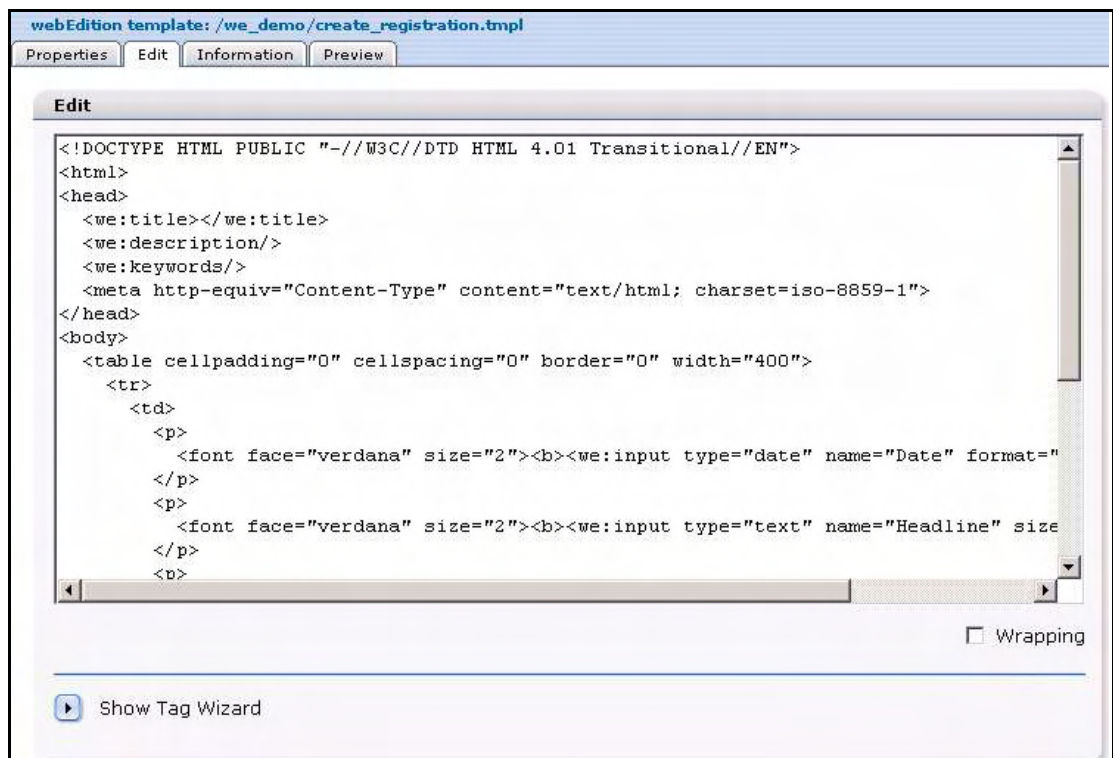 webEdition template: /we_demo/create_registration.tmpl
Properties Edit Information Preview
Edit
<!DOCTYPE HTML PUBLIC "-//W3C//DTD HTML 4.01 Transitional//EN">
<html>
<head>
  <we:title></we:title>
  <we:description/>
  <we:keywords/>
  <meta http-equiv="Content-Type" content="text/html; charset=iso-8859-1">
</head>
<body>
  <table cellpadding="0" cellspacing="0" border="0" width="400">
    <tr>
      <td>
        <p>
          <font face="verdana" size="2"><b><we:input type="date" name="Date" format="
        </p>
        <p>
          <font face="verdana" size="2"><b><we:input type="text" name="Headline" size
        </p>
        <p>
Wrapping
Show Tag Wizard